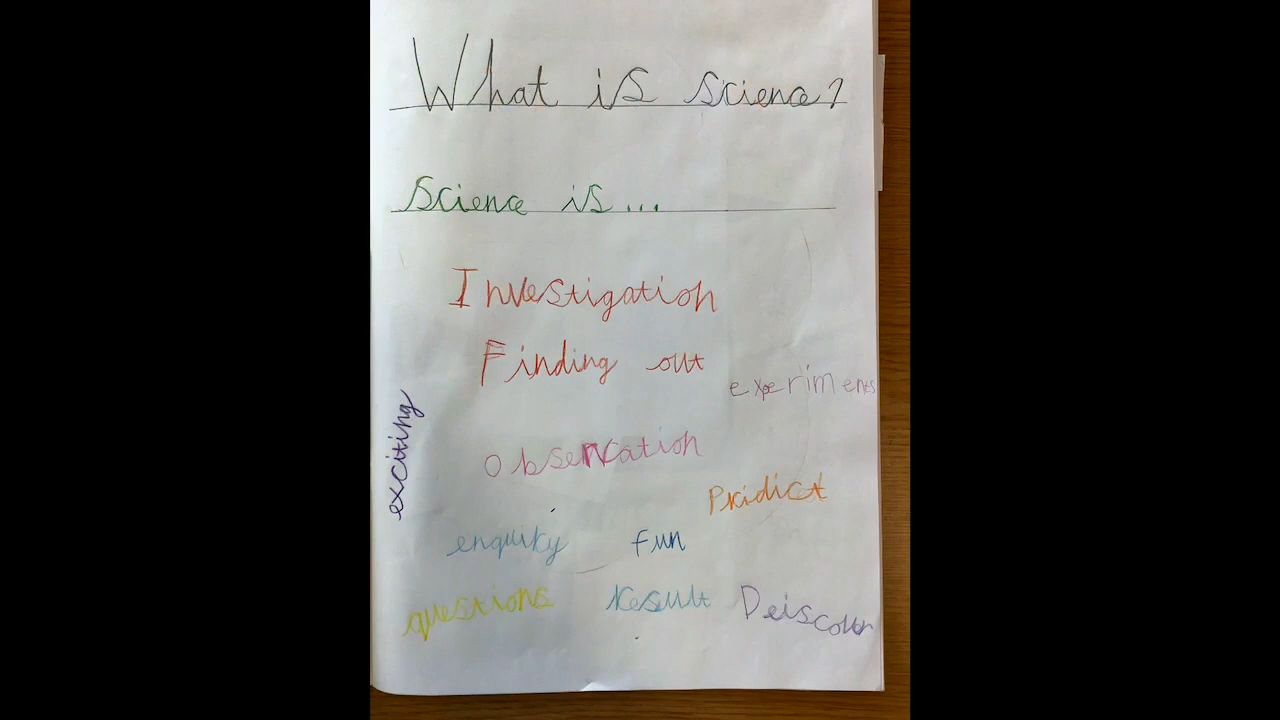 What is science?
Science is...
Investigation
Finding out
experiments
Observation
exciting
Pridict
enquiry
fun
questions
result
Deiscover